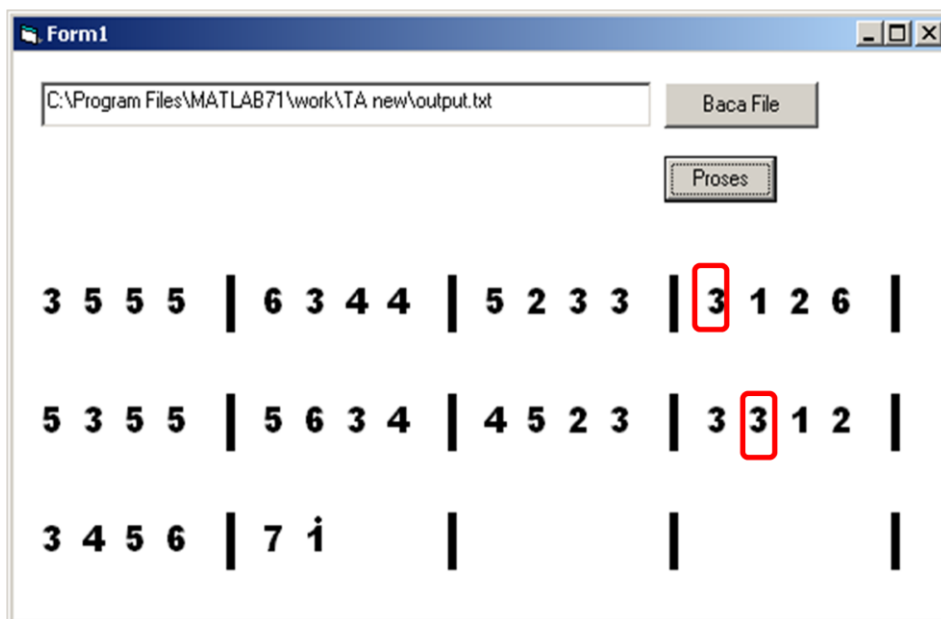 Form1
C:\Program Files\MATLAB71\work\TA new\output.txt Baca File
Proses
3 5 5 5 | 6 3 4 4 | 5 2 3 3 | 3 1 2 6 |
5 3 5 5 | 5 6 3 4 | 4 5 2 3 | 3 3 1 2 |
3 4 5 6 | 7 1̇ | | |